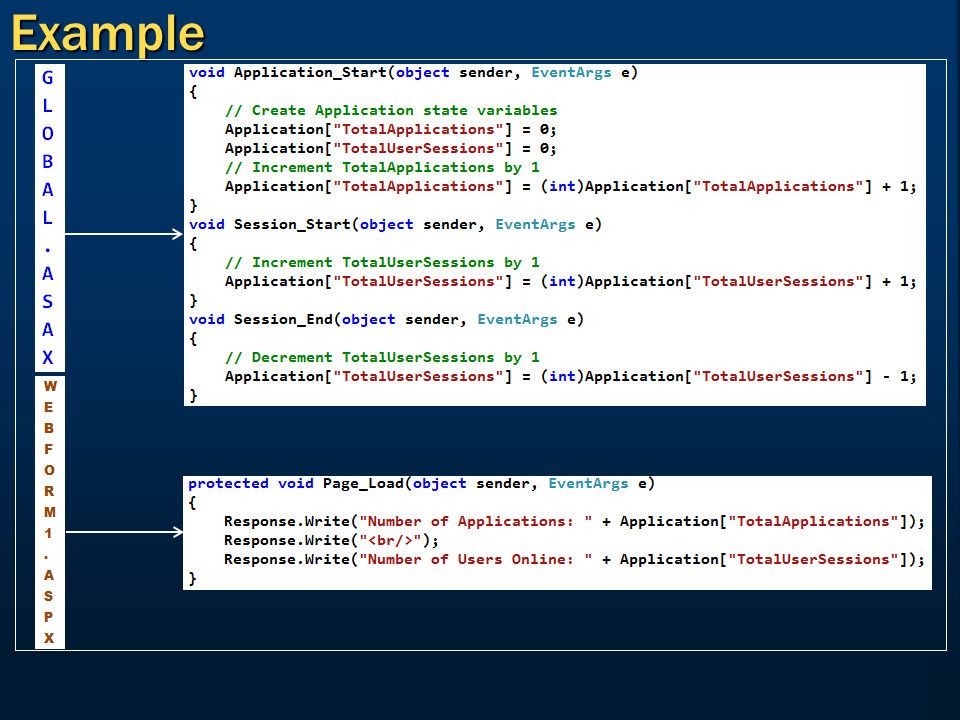 Example
GLOBAL.ASAX
void Application_Start(object sender, EventArgs e)
{
    // Create Application state variables
    Application["TotalApplications"] = 0;
    Application["TotalUserSessions"] = 0;
    // Increment TotalApplications by 1
    Application["TotalApplications"] = (int)Application["TotalApplications"] + 1;
}
void Session_Start(object sender, EventArgs e)
{
    // Increment TotalUserSessions by 1
    Application["TotalUserSessions"] = (int)Application["TotalUserSessions"] + 1;
}
void Session_End(object sender, EventArgs e)
{
    // Decrement TotalUserSessions by 1
    Application["TotalUserSessions"] = (int)Application["TotalUserSessions"] - 1;
}
WEBFORM1.ASPX
protected void Page_Load(object sender, EventArgs e)
{
    Response.Write("Number of Applications: " + Application["TotalApplications"]);
    Response.Write("<br/>");
    Response.Write("Number of Users Online: " + Application["TotalUserSessions"]);
}